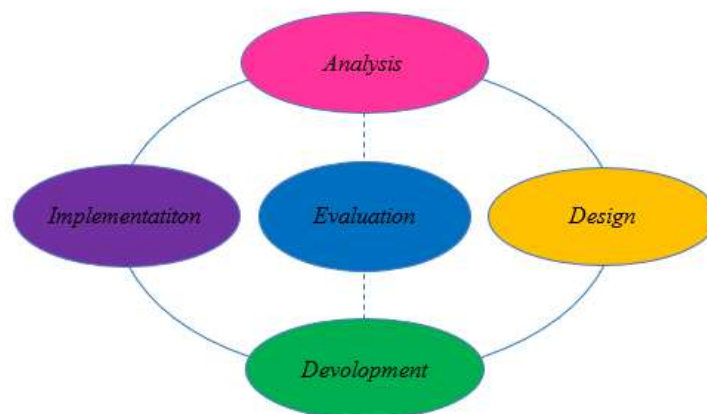 Analysis
Implementatiton
Evaluation
Design
Devolopment